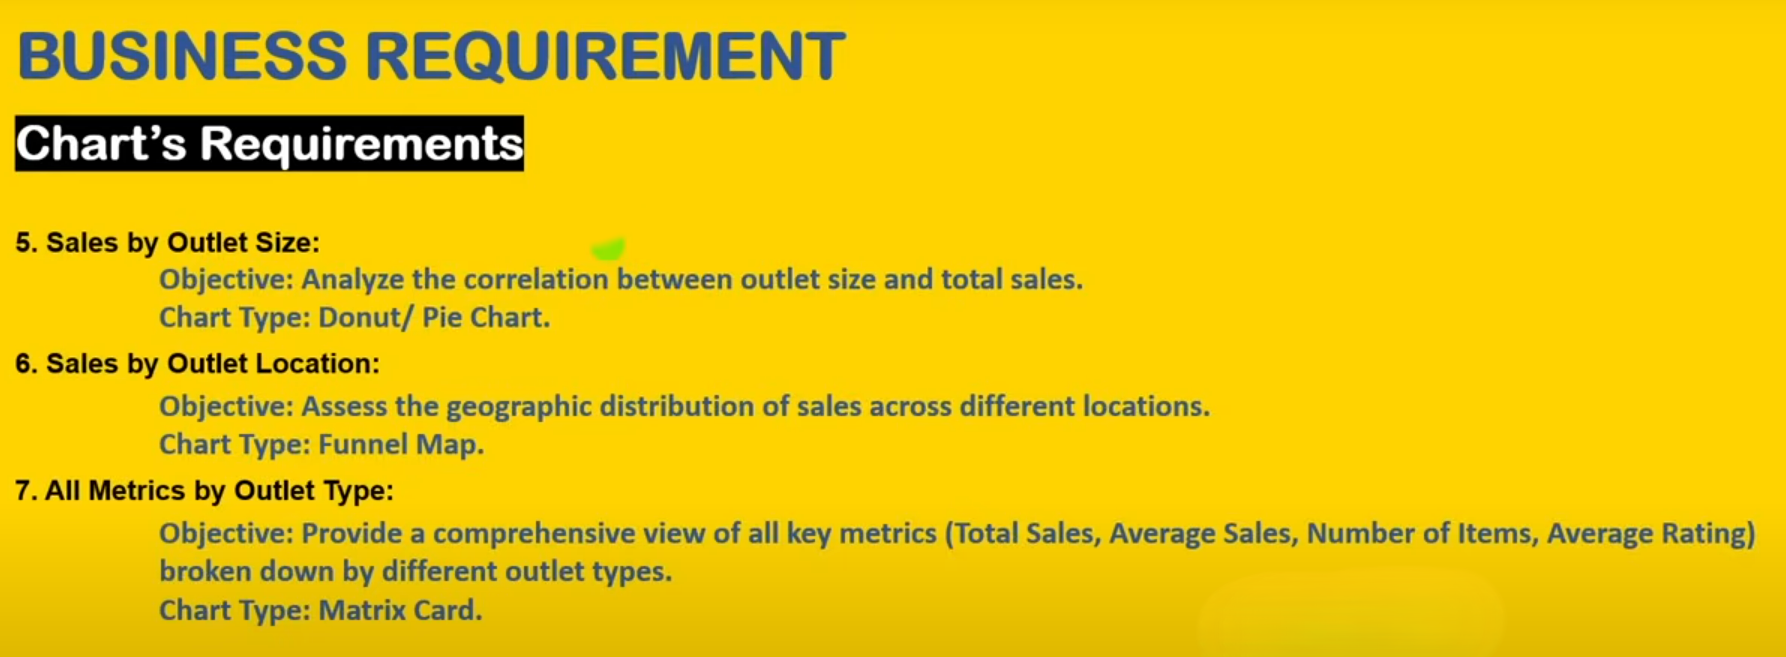 BUSINESS REQUIREMENT
Chart’s Requirements
5. Sales by Outlet Size:
Objective: Analyze the correlation between outlet size and total sales.
Chart Type: Donut/ Pie Chart.
6. Sales by Outlet Location:
Objective: Assess the geographic distribution of sales across different locations.
Chart Type: Funnel Map.
7. All Metrics by Outlet Type:
Objective: Provide a comprehensive view of all key metrics (Total Sales, Average Sales, Number of Items, Average Rating)
broken down by different outlet types.
Chart Type: Matrix Card.